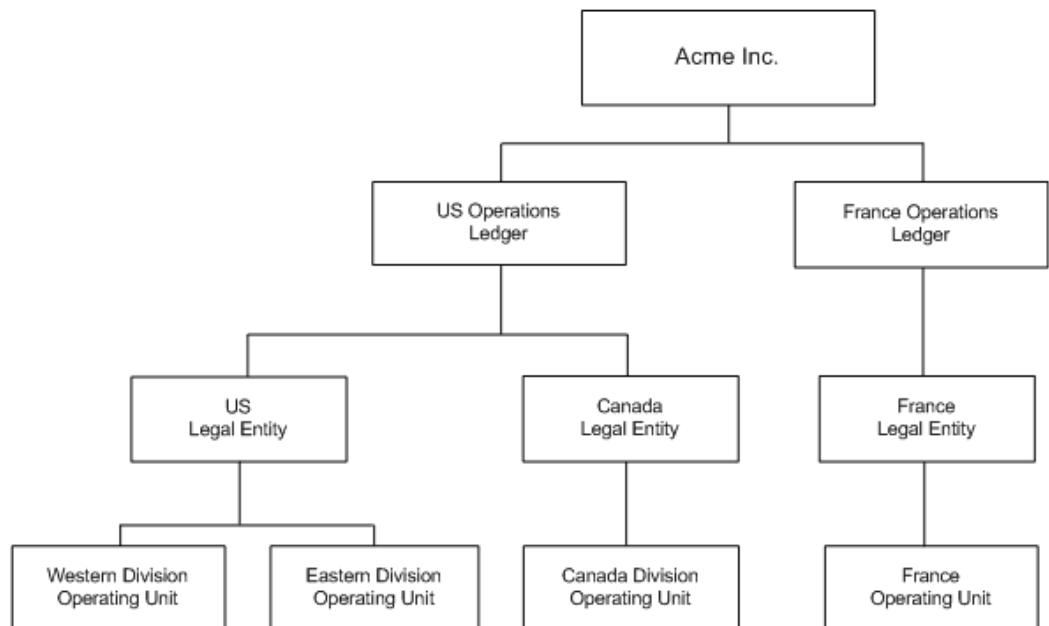 Acme Inc.
US Operations
Ledger
France Operations
Ledger
US
Legal Entity
Canada
Legal Entity
France
Legal Entity
Western Division
Operating Unit
Eastern Division
Operating Unit
Canada Division
Operating Unit
France
Operating Unit